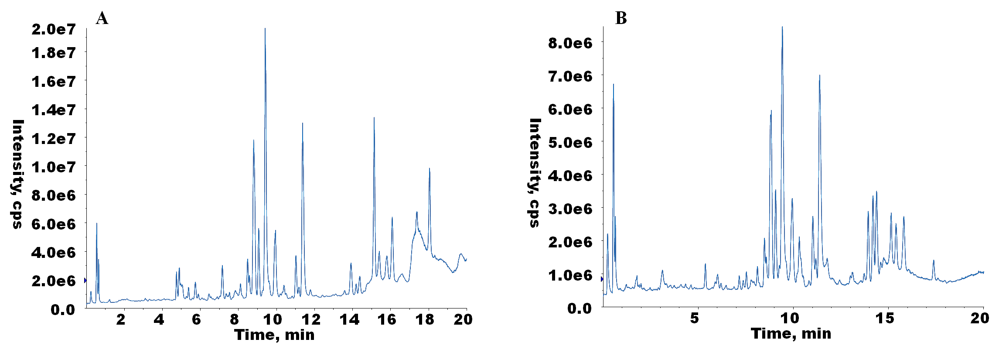 A
2.0e7
1.8e7
1.6e7
1.4e7
1.2e7
1.0e7
8.0e6
6.0e6
4.0e6
2.0e6
0.0
Intensity, cps
2 4 6 8 10 12 14 16 18 20
Time, min
B
8.0e6
7.0e6
6.0e6
5.0e6
4.0e6
3.0e6
2.0e6
1.0e6
0.0
Intensity, cps
5 10 15 20
Time, min